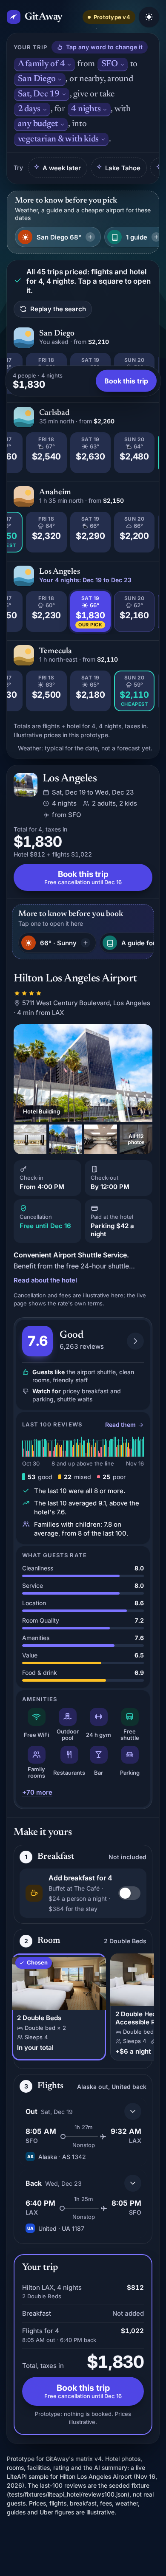 GitAway
Prototype v4
YOUR TRIP
Tap any word to change it
A family of 4 from SFO to
San Diego, or nearby, around
Sat, Dec 19, give or take
2 days, for 4 nights, with
any budget, into
vegetarian & with kids.
Try
A week later
Lake Tahoe
More to know before you pick
Weather, a guide and a cheaper airport for these dates
San Diego 68°
1 guide
All 45 trips priced: flights and hotel for 4, 4 nights. Tap a square to open it.
Replay the search
San Diego
You asked · from $2,210
FRI 18
SAT 19
SUN 20
4 people · 4 nights
$1,830
Book this trip
Carlsbad
35 min north · from $2,260
FRI 18
67°
$2,540
SAT 19
63°
$2,630
SUN 20
64°
$2,480
Anaheim
1 h 35 min north · from $2,150
FRI 18
64°
$2,320
SAT 19
66°
$2,290
SUN 20
66°
$2,200
Los Angeles
Your 4 nights: Dec 19 to Dec 23
FRI 18
60°
$2,230
SAT 19
66°
$1,830
OUR PICK
SUN 20
62°
$2,160
Temecula
1 h north-east · from $2,110
FRI 18
63°
$2,500
SAT 19
65°
$2,180
SUN 20
59°
$2,110
CHEAPEST
Totals are flights + hotel for 4, 4 nights, taxes in. Illustrative prices in this prototype.
Weather: typical for the date, not a forecast yet.
Los Angeles
Sat, Dec 19 to Wed, Dec 23
4 nights
2 adults, 2 kids
from SFO
Total for 4, taxes in
$1,830
Hotel $812 + flights $1,022
Book this trip
Free cancellation until Dec 16
More to know before you book
Tap one to open it here
66° · Sunny
A guide for
Hilton Los Angeles Airport
5711 West Century Boulevard, Los Angeles · 4 min from LAX
Hotel Building
All 112 photos
Check-in
From 4:00 PM
Check-out
By 12:00 PM
Cancellation
Free until Dec 16
Paid at the hotel
Parking $42 a night
Convenient Airport Shuttle Service.
Benefit from the free 24-hour shuttle...
Read about the hotel
Cancellation and fees are illustrative here; the live page shows the rate's own terms.
7.6
Good
6,263 reviews
Guests like the airport shuttle, clean rooms, friendly staff
Watch for pricey breakfast and parking, shuttle waits
LAST 100 REVIEWS
Read them →
Oct 30
8 and up above the line
Nov 16
53 good
22 mixed
25 poor
The last 10 were all 8 or more.
The last 10 averaged 9.1, above the hotel's 7.6.
Families with children: 7.8 on average, from 8 of the last 100.
WHAT GUESTS RATE
Cleanliness 8.0
Service 8.0
Location 8.6
Room Quality 7.2
Amenities 7.6
Value 6.5
Food & drink 6.9
AMENITIES
Free WiFi
Outdoor pool
24 h gym
Free shuttle
Family rooms
Restaurants
Bar
Parking
+70 more
Make it yours
1 Breakfast
Not included
Add breakfast for 4
Buffet at The Café · $24 a person a night · $384 for the stay
2 Room
2 Double Beds
Chosen
2 Double Beds
Double bed × 2
Sleeps 4
In your total
Double bed
Sleeps 4
+$6 a night
3 Flights
Alaska out, United back
Out Sat, Dec 19
8:05 AM
SFO
1h 27m
Nonstop
9:32 AM
LAX
AS Alaska · AS 1342
Back Wed, Dec 23
6:40 PM
LAX
1h 25m
Nonstop
8:05 PM
SFO
UA United · UA 1187
Your trip
Hilton LAX, 4 nights $812
2 Double Beds
Breakfast Not added
Flights for 4 $1,022
8:05 AM out · 6:40 PM back
Total, taxes in $1,830
Book this trip
Free cancellation until Dec 16
Prototype: nothing is booked. Prices illustrative.
Prototype for GitAway's matrix v4. Hotel photos, rooms, facilities, rating and the AI summary: a live LiteAPI sample for Hilton Los Angeles Airport (Nov 16, 2026). The last-100 reviews are the seeded fixture (tests/fixtures/liteapi_hotel/reviews100.json), not real guests. Prices, flights, breakfast, fees, weather, guides and Uber figures are illustrative.